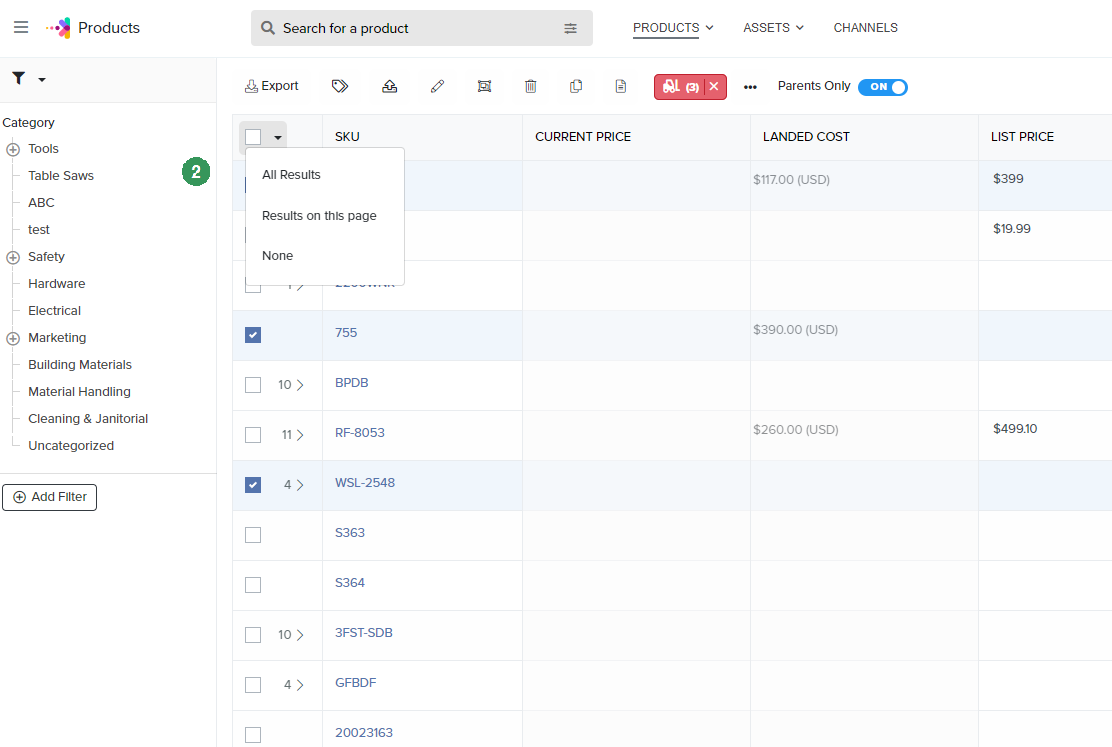 Products
Search for a product
PRODUCTS
ASSETS
CHANNELS
Export
(3)
Parents Only
ON
Category
Tools
Table Saws
ABC
test
Safety
Hardware
Electrical
Marketing
Building Materials
Material Handling
Cleaning & Janitorial
Uncategorized
Add Filter
2
SKU
CURRENT PRICE
LANDED COST
LIST PRICE
All Results
Results on this page
None
$117.00 (USD)
$399
$19.99
755
$390.00 (USD)
10
BPDB
11
RF-8053
$260.00 (USD)
$499.10
4
WSL-2548
S363
S364
10
3FST-SDB
4
GFBDF
20023163